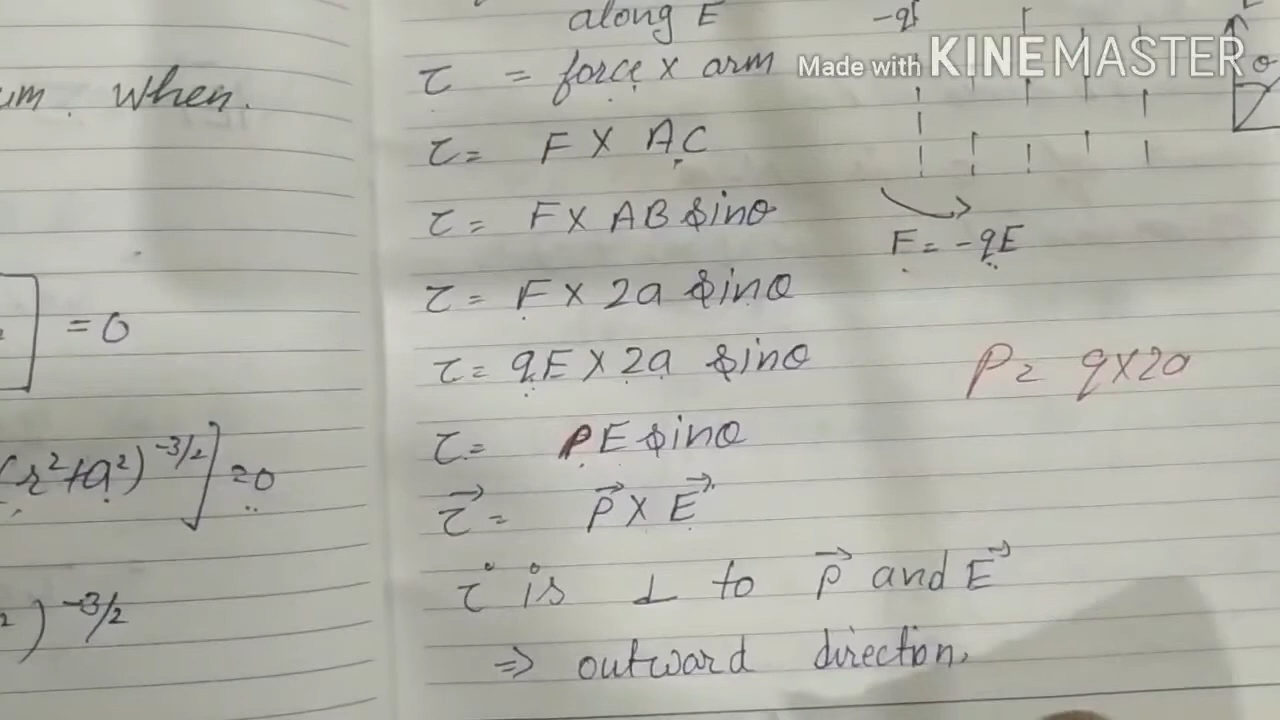 um. When.
= 0
(r²+a²)^-3/2] = 0
²)^-3/2
along E
-q
τ = force × arm
τ = F × AC
τ = F × AB sinθ
τ = F × 2a sinθ
τ = qE × 2a sinθ
τ = PE sinθ
τ⃗ = P⃗ × E⃗
τ is ⊥ to P⃗ and E⃗
⇒ outward direction.
Made with KINEMASTER
θ
F = -qE
P = q×2a